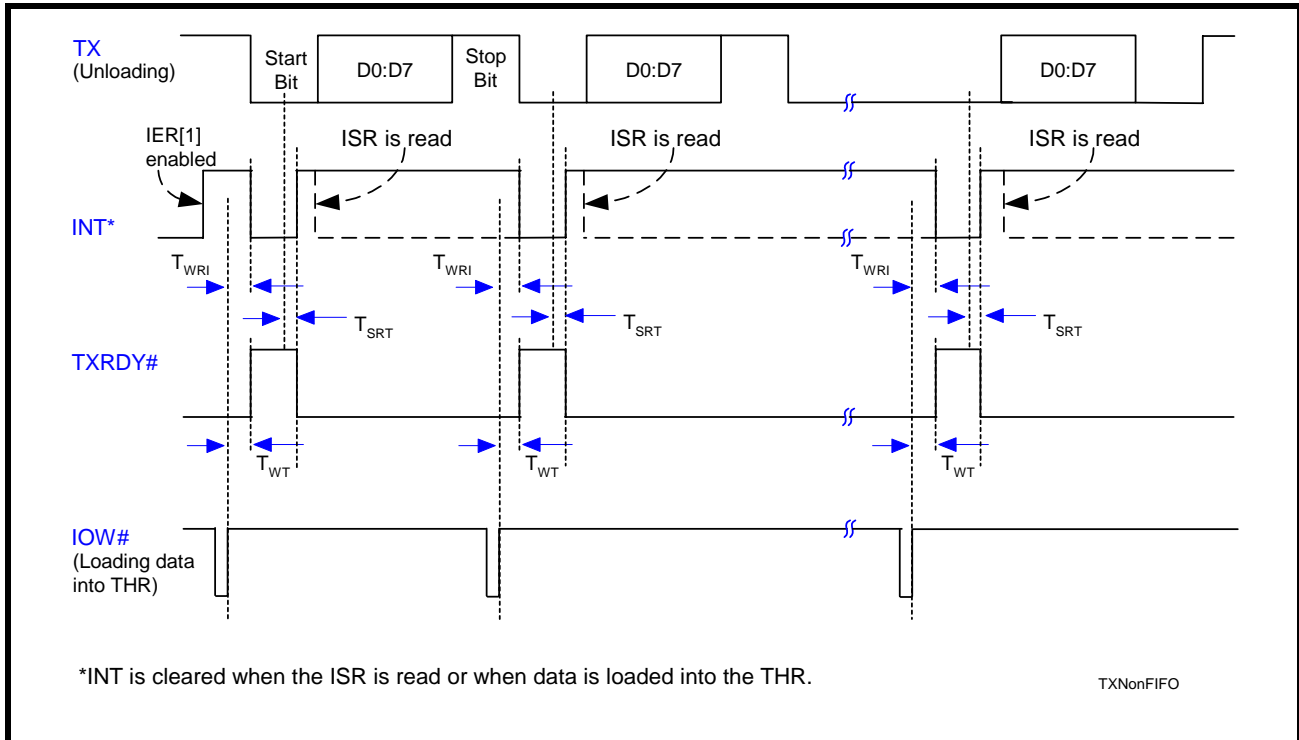 TX
(Unloading)
Start
Bit
D0:D7
Stop
Bit
D0:D7
D0:D7
IER[1]
enabled
ISR is read
ISR is read
ISR is read
INT*
TWRI
TWRI
TWRI
TSRT
TSRT
TSRT
TXRDY#
TWT
TWT
TWT
IOW#
(Loading data
into THR)
*INT is cleared when the ISR is read or when data is loaded into the THR.
TXNonFIFO